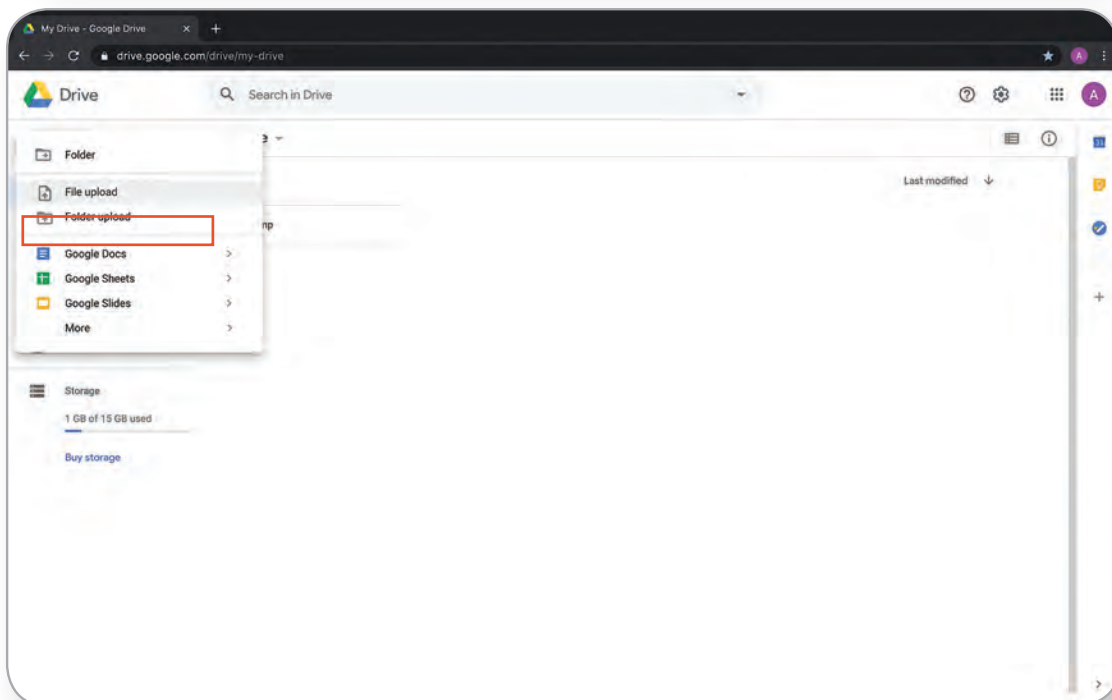 My Drive - Google Drive
drive.google.com/drive/my-drive
Drive
Search in Drive
A
Folder
Last modified
File upload
Folder upload
Google Docs
Google Sheets
Google Slides
More
Storage
1 GB of 15 GB used
Buy storage